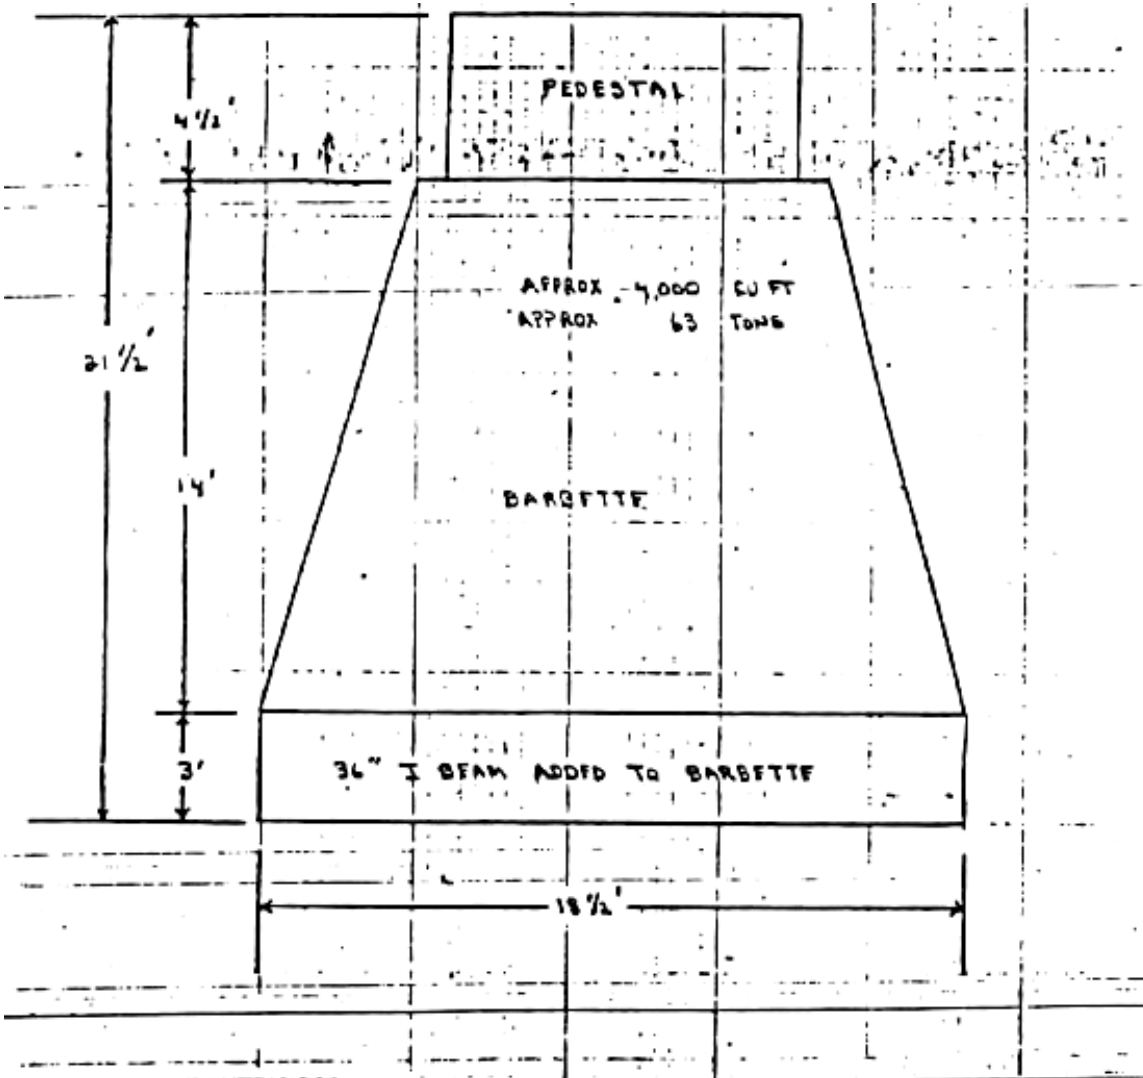 PEDESTAL
4 1/2'
APPROX 4,000 CU FT
APPROX 63 TONS
21 1/2'
14'
BARBETTE
3'
36" I BEAM ADDED TO BARBETTE
18 1/2'